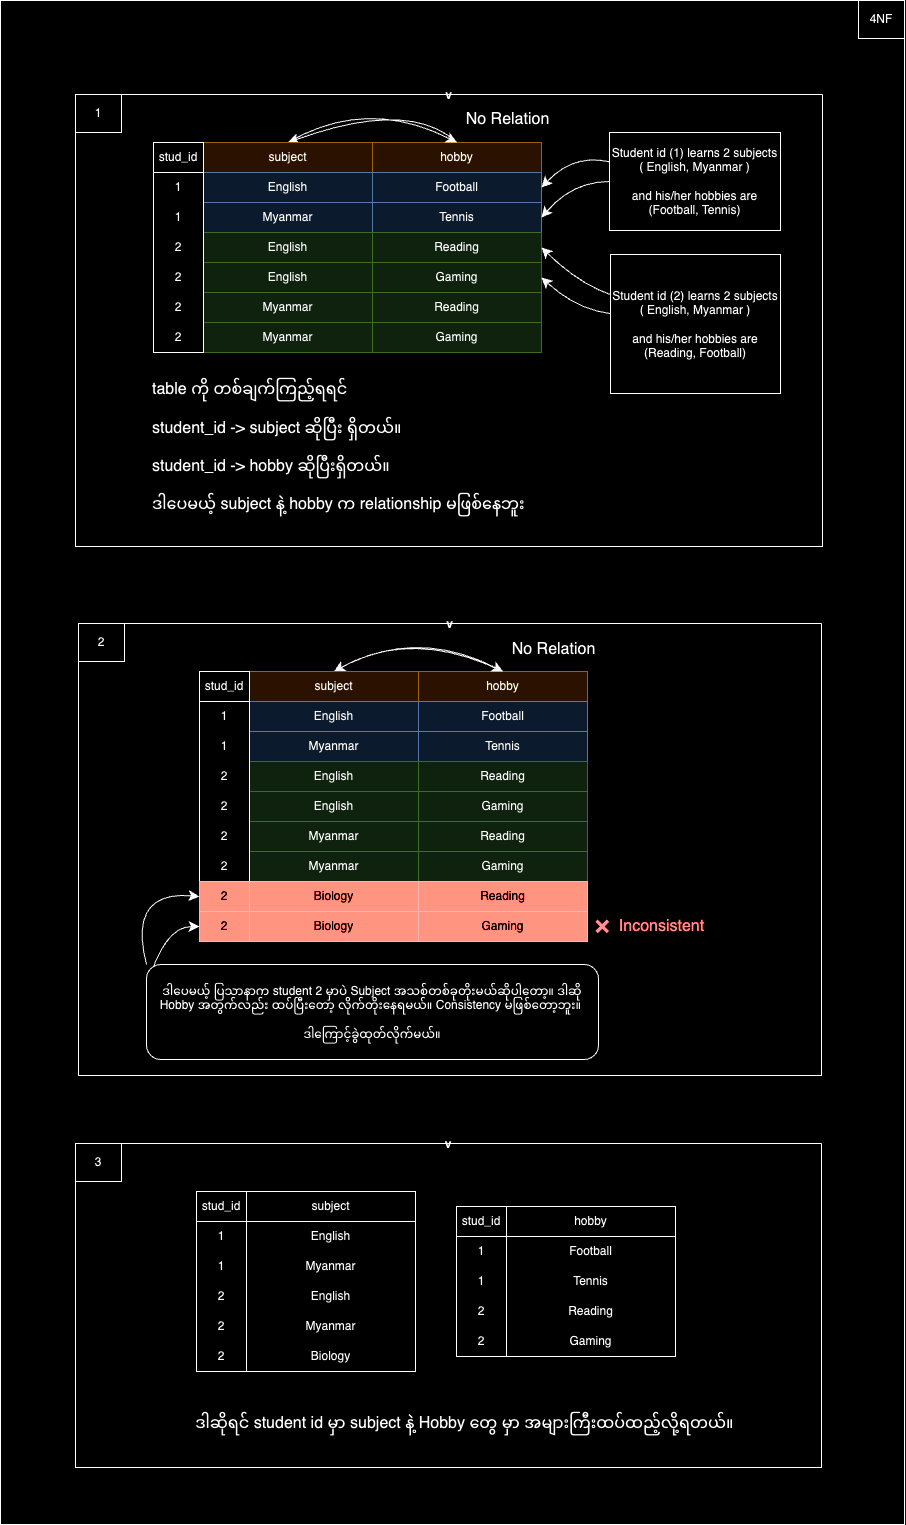 4NF
1
No Relation
stud_id subject hobby
1 English Football
1 Myanmar Tennis
2 English Reading
2 English Gaming
2 Myanmar Reading
2 Myanmar Gaming
Student id (1) learns 2 subjects
( English, Myanmar )
and his/her hobbies are
(Football, Tennis)
Student id (2) learns 2 subjects
( English, Myanmar )
and his/her hobbies are
(Reading, Football)
table ကို တစ်ချက်ကြည့်ရရင်
student_id -> subject ဆိုပြီး ရှိတယ်။
student_id -> hobby ဆိုပြီးရှိတယ်။
ဒါပေမယ့် subject နဲ့ hobby က relationship မဖြစ်နေဘူး
2
No Relation
stud_id subject hobby
1 English Football
1 Myanmar Tennis
2 English Reading
2 English Gaming
2 Myanmar Reading
2 Myanmar Gaming
2 Biology Reading
2 Biology Gaming
Inconsistent
ဒါပေမယ့် ပြသာနာက student 2 မှာပဲ Subject အသစ်တစ်ခုတိုးမယ်ဆိုပါတော့။ ဒါဆို
Hobby အတွက်လည်း ထပ်ပြီးတော့ လိုက်တိုးနေရမယ်။ Consistency မဖြစ်တော့ဘူး။
ဒါကြောင့်ခွဲထုတ်လိုက်မယ်။
3
stud_id subject
1 English
1 Myanmar
2 English
2 Myanmar
2 Biology
stud_id hobby
1 Football
1 Tennis
2 Reading
2 Gaming
ဒါဆိုရင် student id မှာ subject နဲ့ Hobby တွေ မှာ အများကြီးထပ်ထည့်လို့ရတယ်။